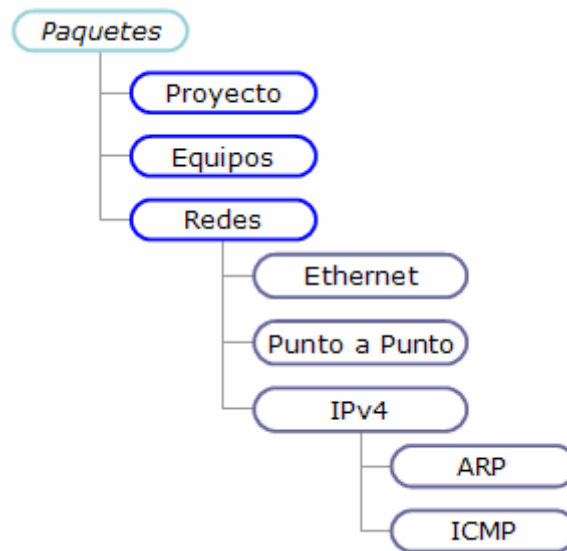 Paquetes
Proyecto
Equipos
Redes
Ethernet
Punto a Punto
IPv4
ARP
ICMP